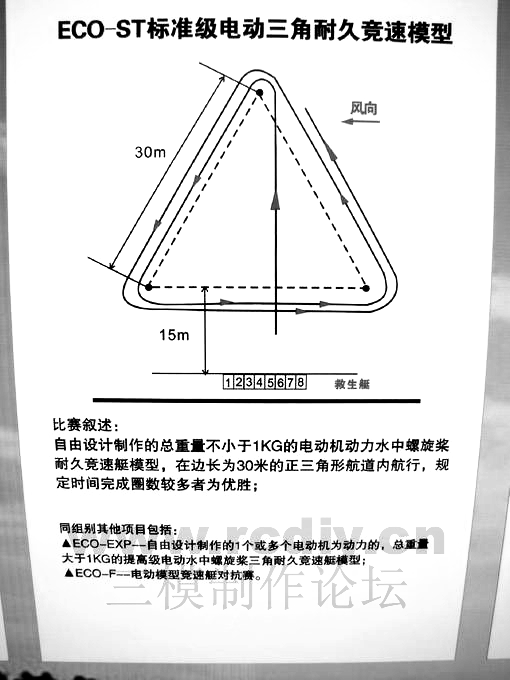 ECO-ST标准级电动三角耐久竞速模型
风向
30m
15m
1 2 3 4 5 6 7 8
救生艇
比赛叙述：
自由设计制作的总重量不小于1KG的电动机动力水中螺旋桨
耐久竞速艇模型，在边长为30米的正三角形航道内航行，规
定时间完成圈数较多者为优胜；
同组别其他项目包括：
▲ECO-EXP--自由设计制作的1个或多个电动机为动力的，总重量
大于1KG的提高级电动水中螺旋桨三角耐久竞速艇模型；
▲ECO-F--电动模型竞速艇对抗赛。
www.rcdiy.cn
三模制作论坛